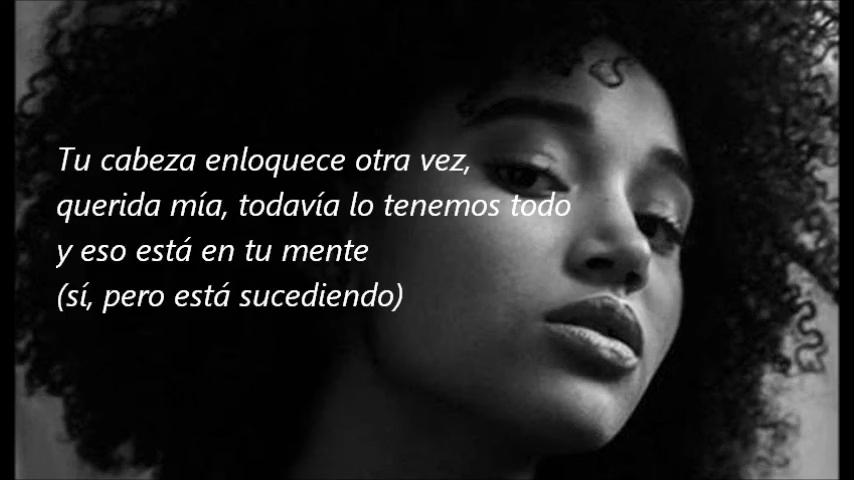 Tu cabeza enloquece otra vez,
querida mía, todavía lo tenemos todo
y eso está en tu mente
(sí, pero está sucediendo)